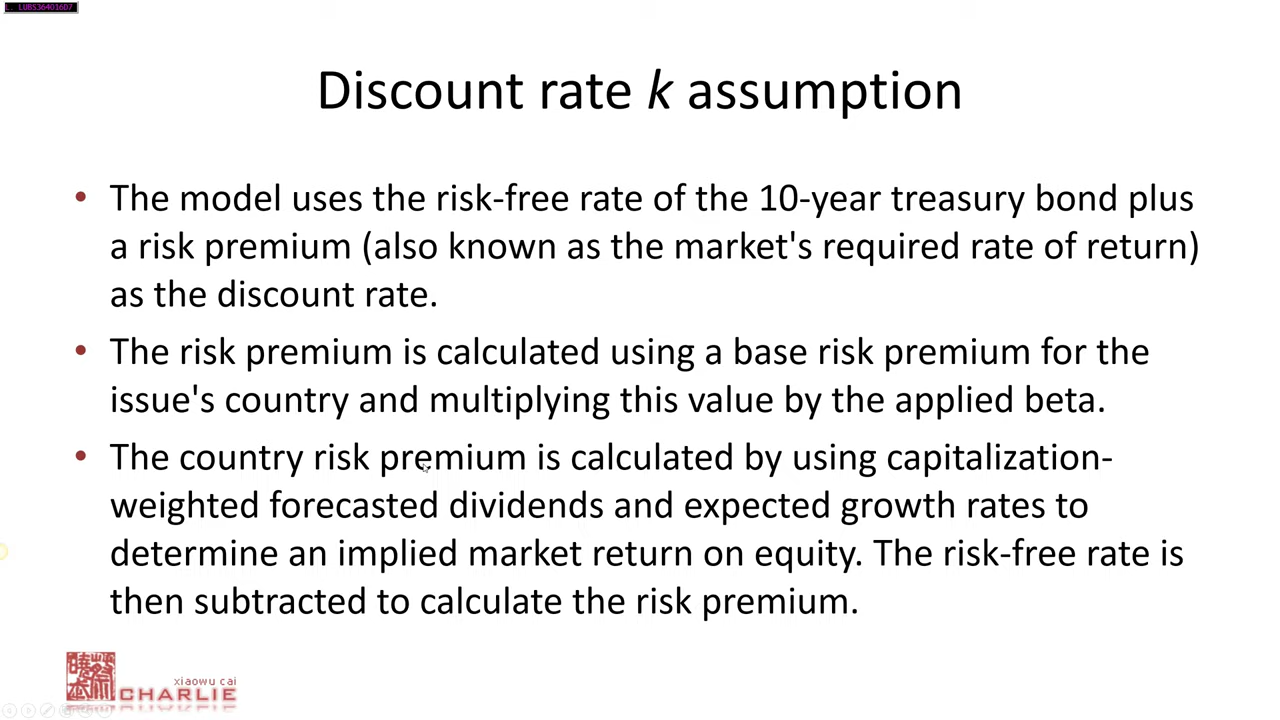 LUBS364016D7
Discount rate k assumption
• The model uses the risk-free rate of the 10-year treasury bond plus
a risk premium (also known as the market's required rate of return)
as the discount rate.
• The risk premium is calculated using a base risk premium for the
issue's country and multiplying this value by the applied beta.
• The country risk premium is calculated by using capitalization-
weighted forecasted dividends and expected growth rates to
determine an implied market return on equity. The risk-free rate is
then subtracted to calculate the risk premium.
xiaowu cai
CHARLIE